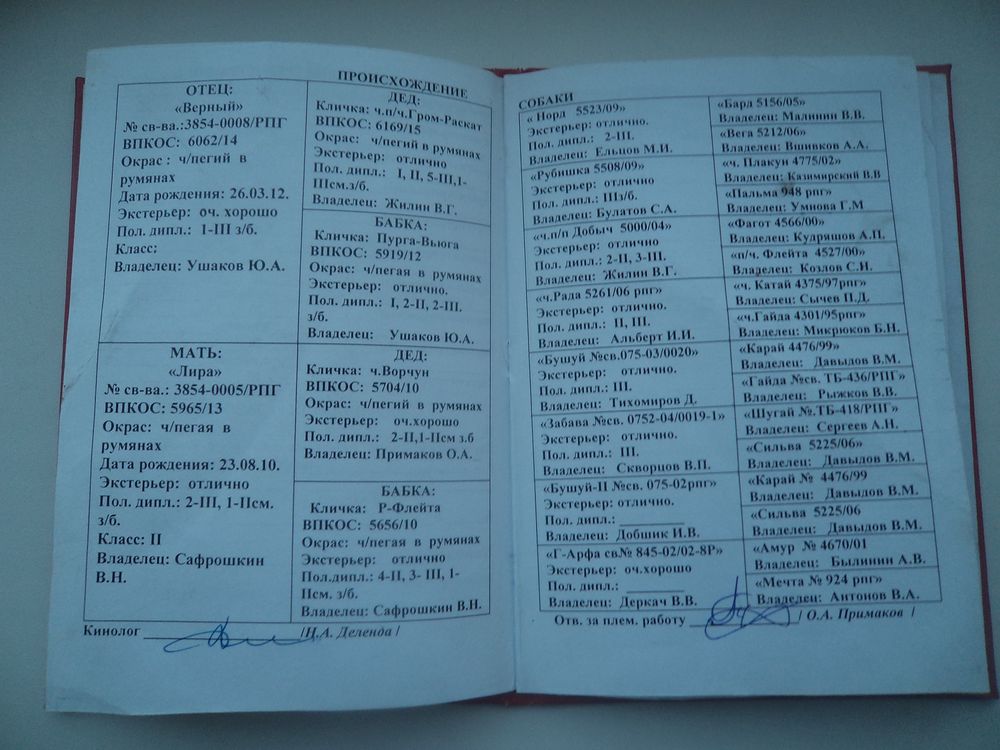 ПРОИСХОЖДЕНИЕ
ОТЕЦ:
«Верный»
№ св-ва.:3854-0008/РПГ
ВПКОС: 6062/14
Окрас : ч/пегий в
румянах
Дата рождения: 26.03.12.
Экстерьер: оч. хорошо
Пол. дипл.: 1-III з/б.
Класс:
Владелец: Ушаков Ю.А.
МАТЬ:
«Лира»
№ св-ва.: 3854-0005/РПГ
ВПКОС: 5965/13
Окрас: ч/пегая в
румянах
Дата рождения: 23.08.10.
Экстерьер: отлично
Пол. дипл.: 2-III, 1-IIсм.
з/б.
Класс: II
Владелец: Сафрошкин
В.Н.
ДЕД:
Кличка: ч.п/ч.Гром-Раскат
ВПКОС: 6169/15
Окрас: ч/пегий в румянах
Экстерьер: отлично
Пол. дипл.: I, II, 5-III,1-
IIIсм.з/б.
Владелец: Жилин В.Г.
БАБКА:
Кличка: Пурга-Вьюга
ВПКОС: 5919/12
Окрас: ч/пегая в румянах
Экстерьер: отлично.
Пол. дипл.: I, 2-II, 2-III.
з/б.
Владелец: Ушаков Ю.А.
ДЕД:
Кличка: ч.Ворчун
ВПКОС: 5704/10
Окрас: ч/пегий в румянах
Экстерьер: оч.хорошо
Пол. дипл.: 2-II,1-IIсм з.б
Владелец: Примаков О.А.
БАБКА:
Кличка: Р-Флейта
ВПКОС: 5656/10
Окрас: ч/пегая в румянах
Экстерьер: отлично
Пол.дипл.: 4-II, 3- III, 1-
IIсм. з/б.
Владелец: Сафрошкин В.Н.
Кинолог /Ц.А. Деленда /
СОБАКИ
« Норд 5523/09»
Экстерьер: отлично.
Пол. дипл.: 2-III.
Владелец: Ельцов М.И.
«Рубишка 5508/09»
Экстерьер: отлично
Пол. дипл.: IIIз/б.
Владелец: Булатов С.А.
«ч.п/п Добыч 5000/04»
Экстерьер: отлично
Пол. дипл.: 2-II, 3-III.
Владелец: Жилин В.Г.
«ч.Рада 5261/06 рпг»
Экстерьер: отлично.
Пол. дипл.: II, III.
Владелец: Альберт И.И.
«Бушуй №св.075-03/0020»
Экстерьер: отлично.
Пол. дипл.: III.
Владелец: Тихомиров Д.
«Забава №св. 0752-04/0019-1»
Экстерьер: отлично.
Пол. дипл.: III.
Владелец: Скворцов В.П.
«Бушуй-II №св. 075-02рпг»
Экстерьер: отлично.
Пол. дипл.:
Владелец: Добшик И.В.
«Г-Арфа св№ 845-02/02-8Р»
Экстерьер: оч.хорошо
Пол. дипл.:
Владелец: Деркач В.В.
«Бард 5156/05»
Владелец: Малинин В.В.
«Вега 5212/06»
Владелец: Вшивков А.А.
«ч. Плакун 4775/02»
Владелец: Казимирский В.В
«Пальма 948 рпг»
Владелец: Умнова Г.М
«Фагот 4566/00»
Владелец: Кудряшов А.П.
«п/ч. Флейта 4527/00»
Владелец: Козлов С.И.
«ч. Катай 4375/97рпг»
Владелец: Сычев П.Д.
«ч.Гайда 4301/95рпг»
Владелец: Микрюков Б.Н.
«Карай 4476/99»
Владелец: Давыдов В.М.
«Гайда №св. ТБ-436/РПГ»
Владелец: Рыжков В.В.
«Шугай №.ТБ-418/РПГ»
Владелец: Сергеев А.Н.
«Сильва 5225/06»
Владелец: Давыдов В.М.
«Карай № 4476/99
Владелец: Давыдов В.М.
«Сильва 5225/06
Владелец: Давыдов В.М.
«Амур № 4670/01
Владелец: Былинин А.В.
«Мечта № 924 рпг»
Владелец: Антонов В.А.
Отв. за плем. работу / О.А. Примаков /